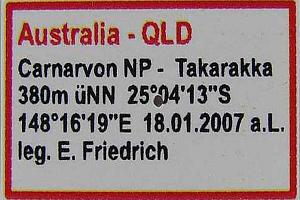 Australia - QLD
Carnarvon NP - Takarakka
380m üNN 25°04'13"S
148°16'19"E 18.01.2007 a.L.
leg. E. Friedrich